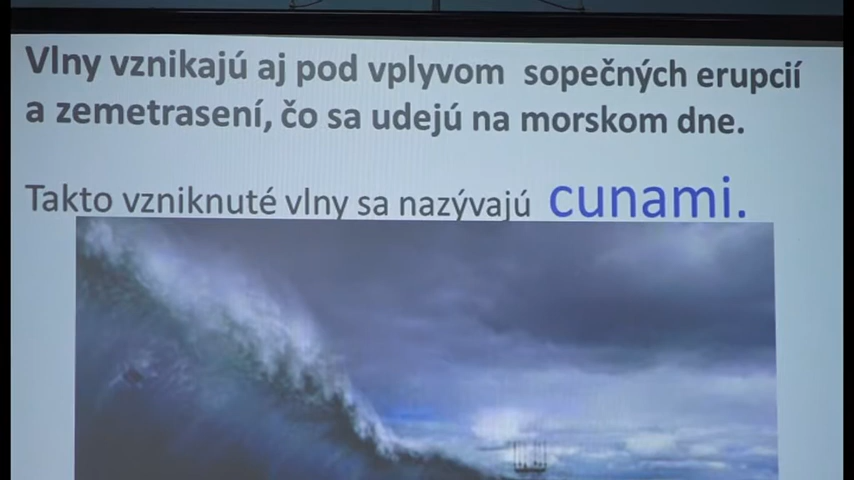 Vlny vznikajú aj pod vplyvom sopečných erupcií
a zemetrasení, čo sa udejú na morskom dne.
Takto vzniknuté vlny sa nazývajú cunami.